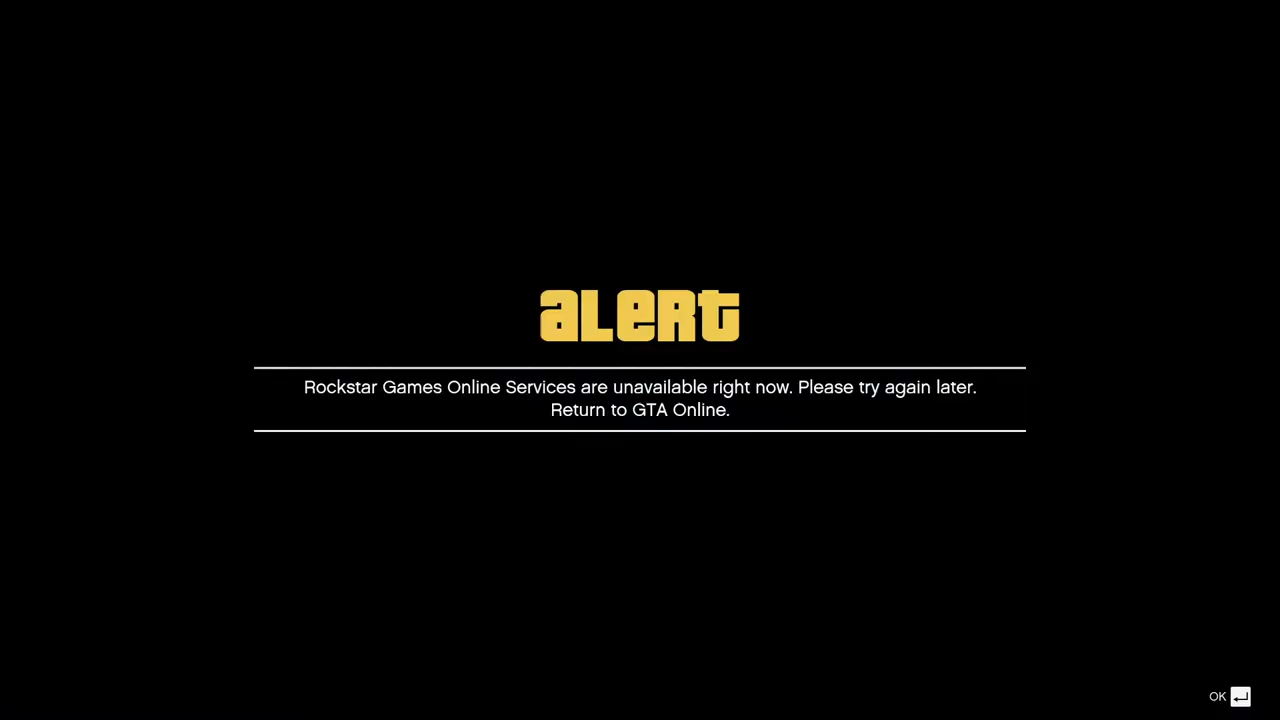 aLeRt
Rockstar Games Online Services are unavailable right now. Please try again later.
Return to GTA Online.
OK